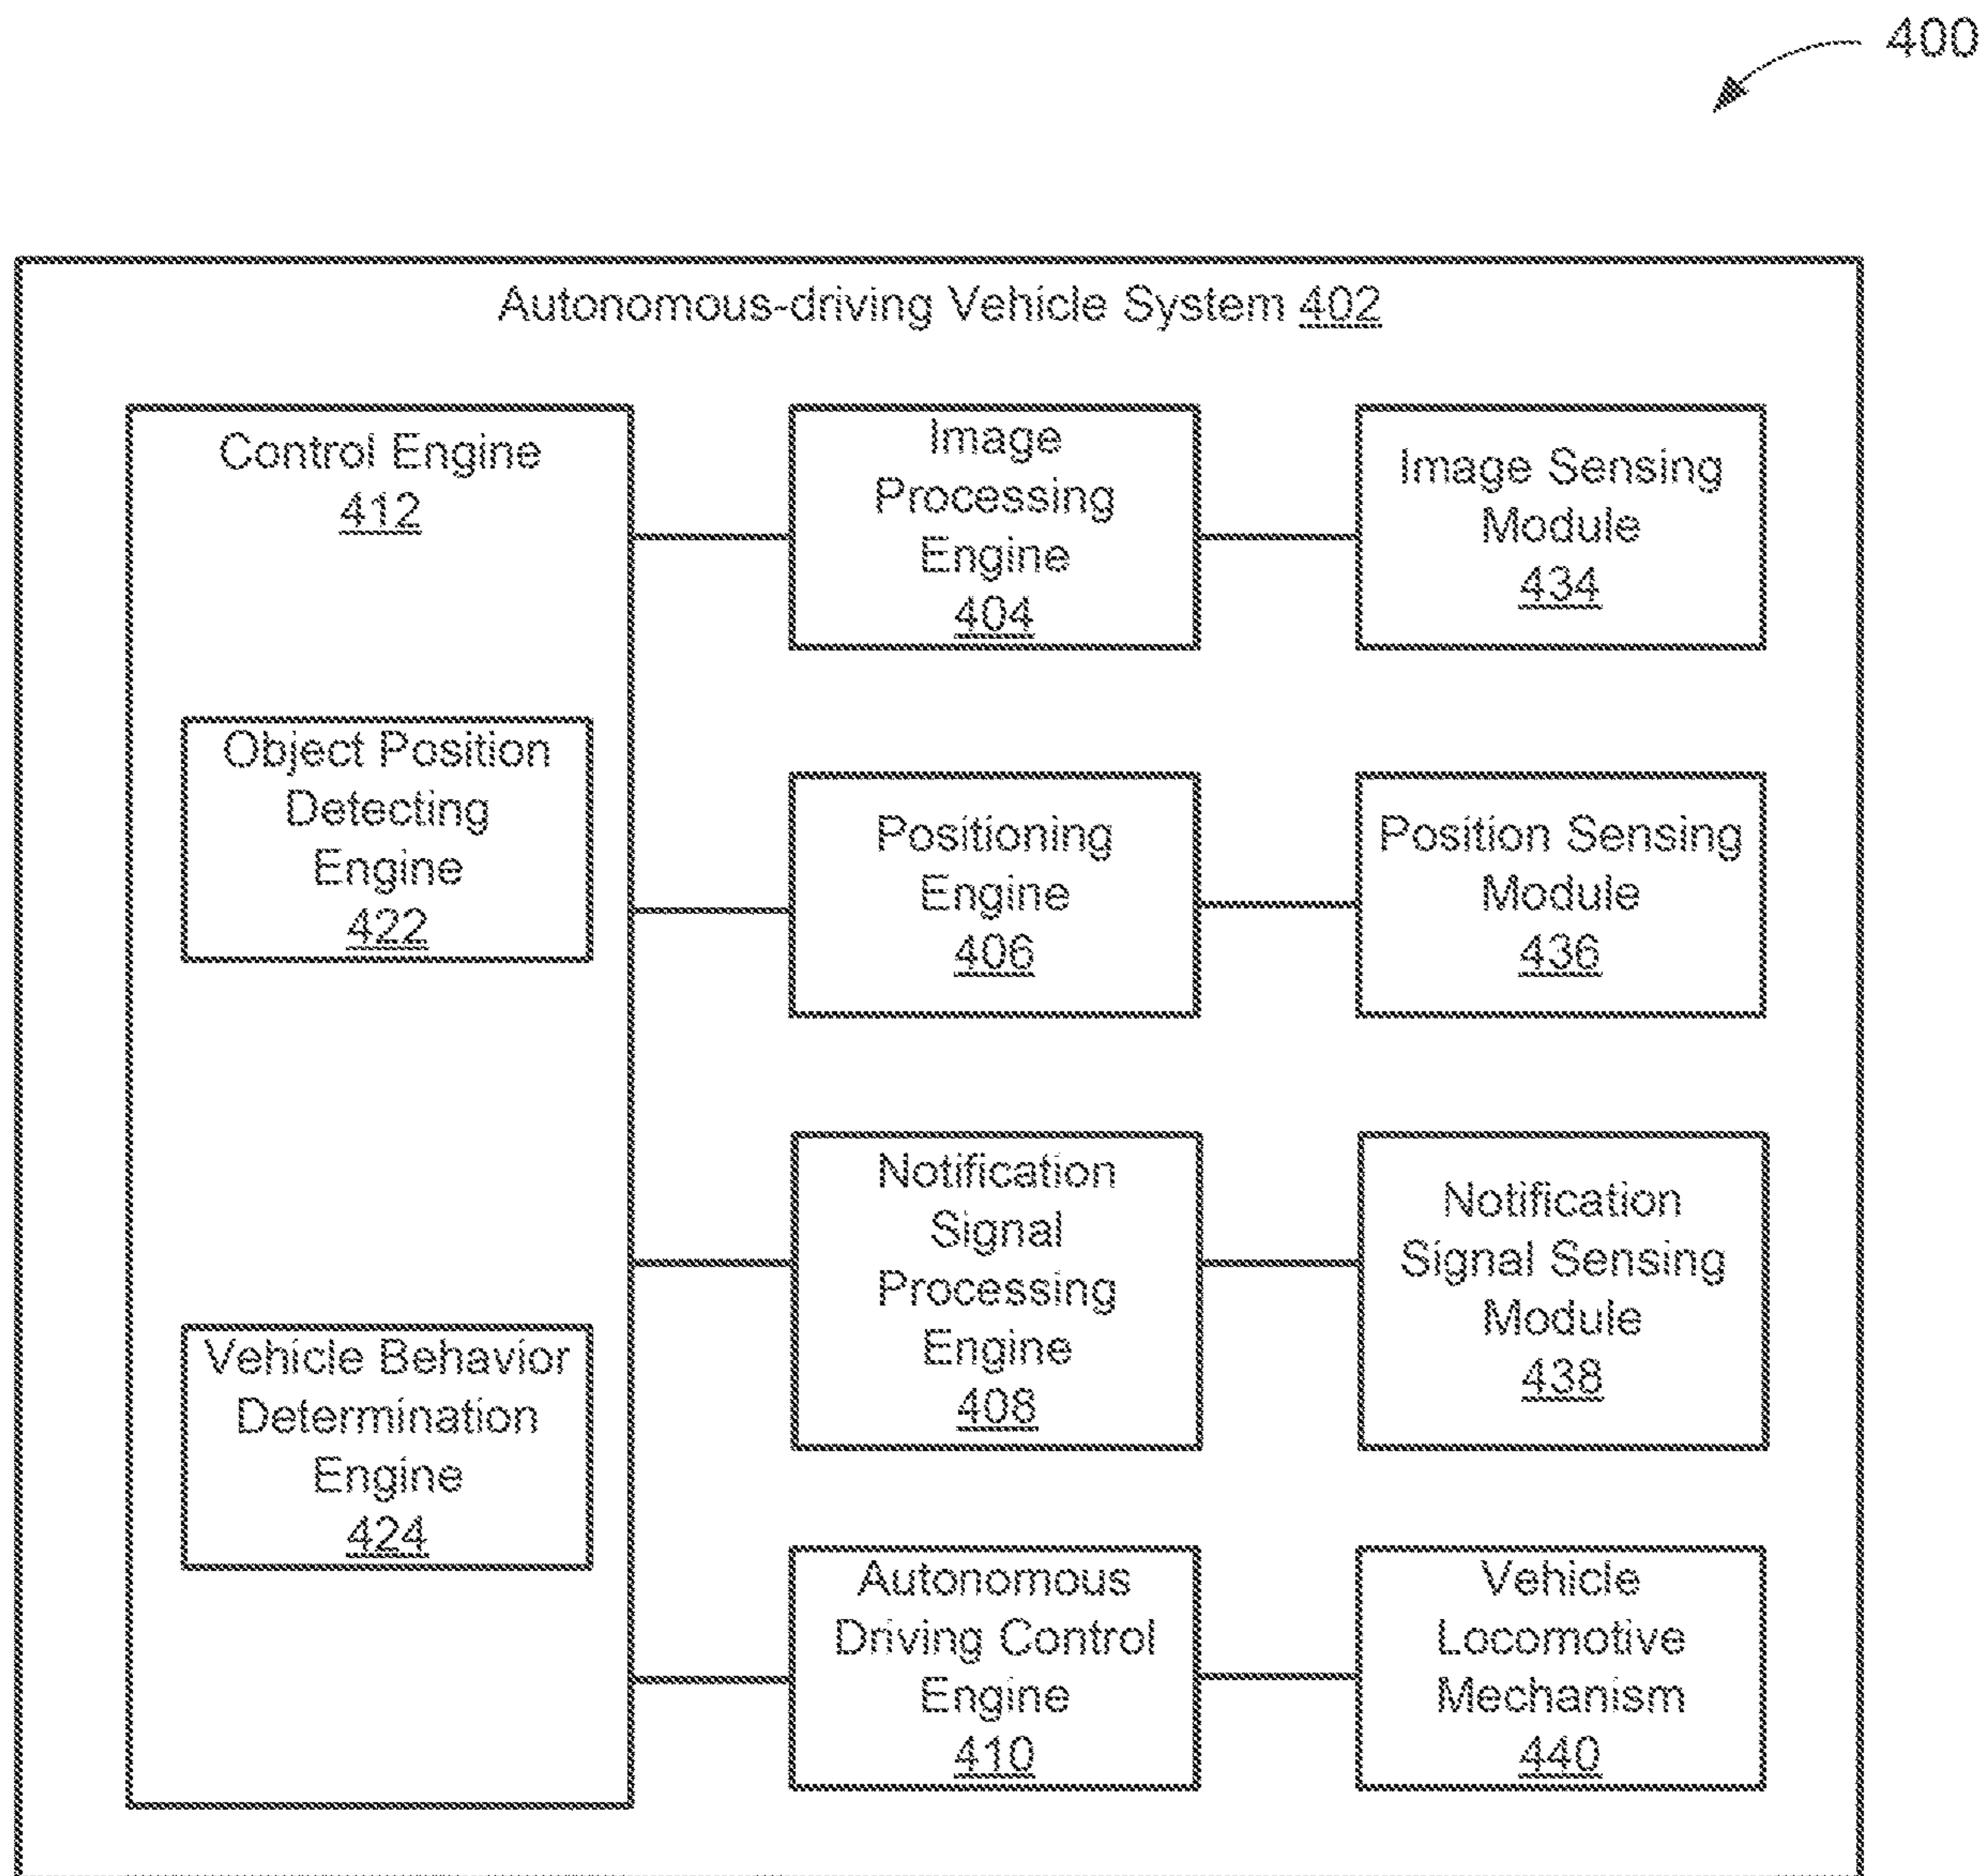 400
Autonomous-driving Vehicle System 402
Control Engine
412
Object Position
Detecting
Engine
422
Vehicle Behavior
Determination
Engine
424
Image
Processing
Engine
404
Image Sensing
Module
434
Positioning
Engine
406
Position Sensing
Module
436
Notification
Signal
Processing
Engine
408
Notification
Signal Sensing
Module
438
Autonomous
Driving Control
Engine
410
Vehicle
Locomotive
Mechanism
440